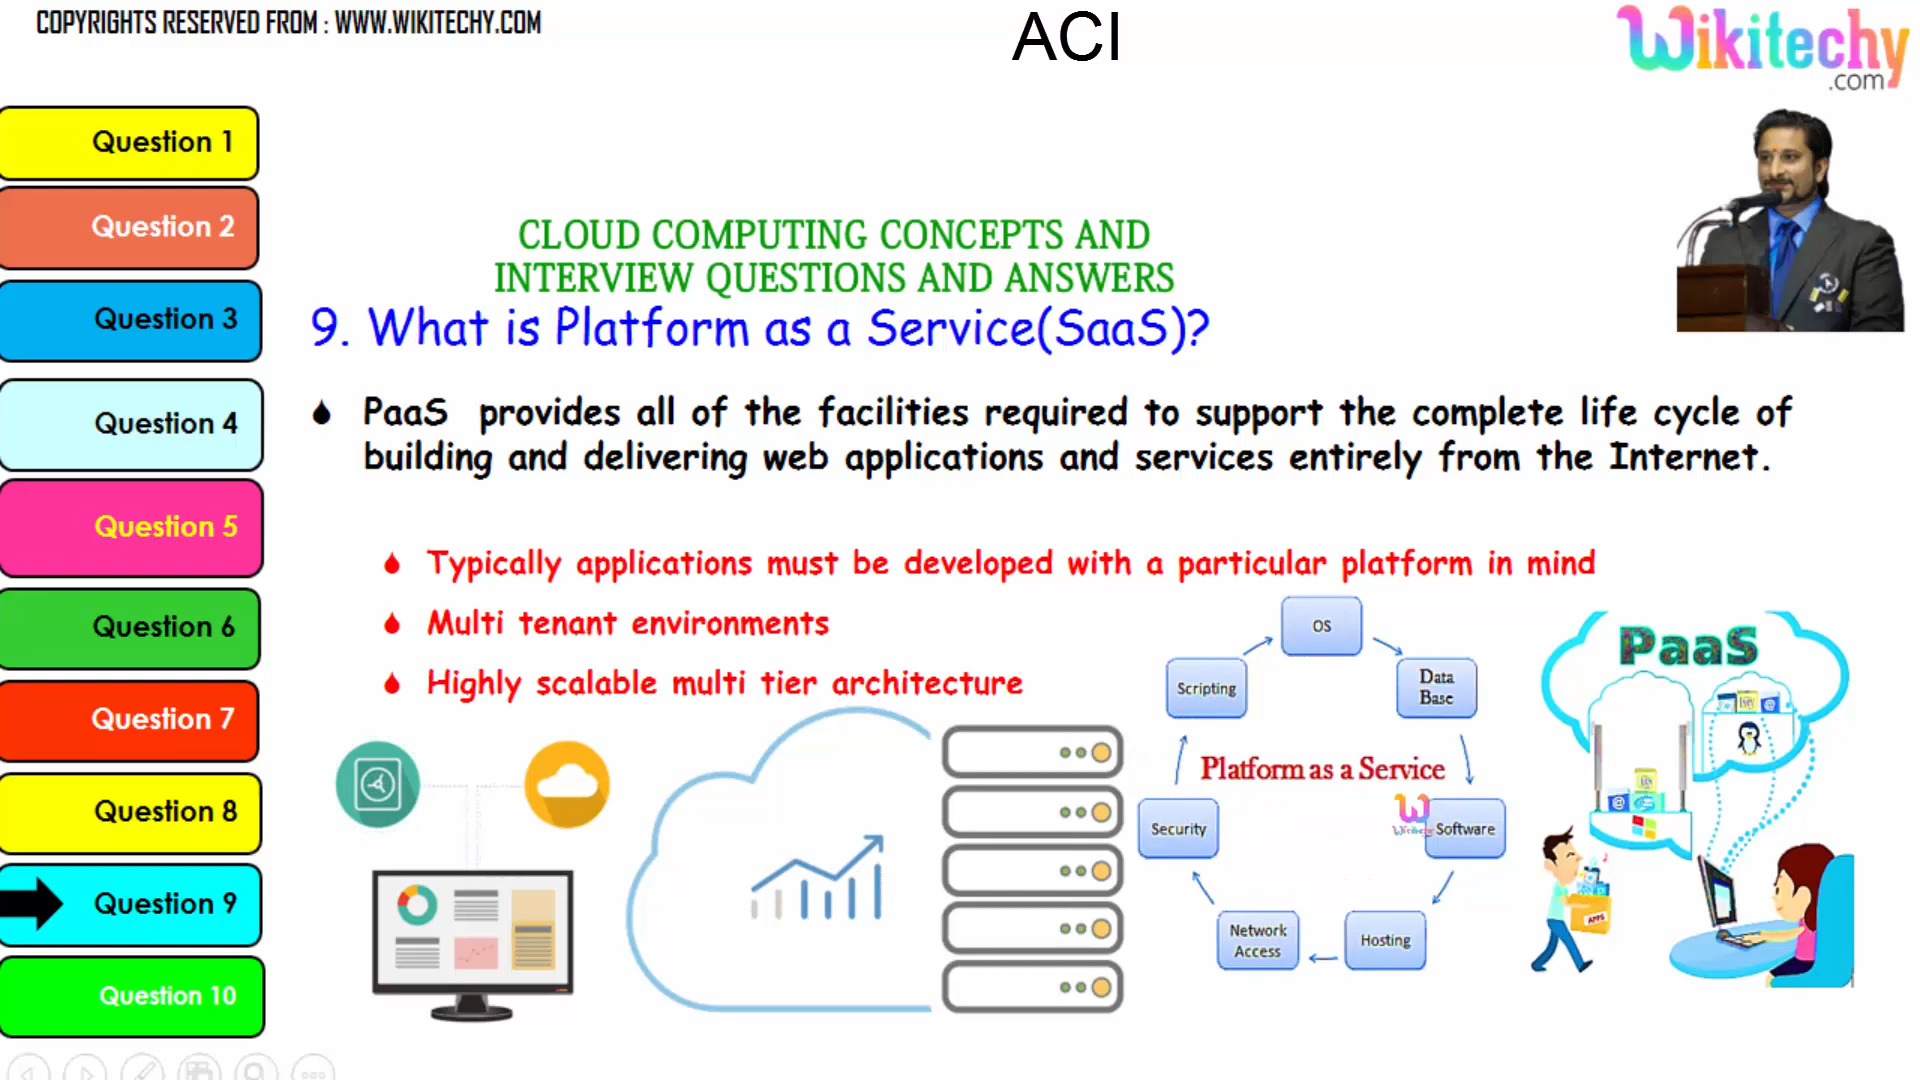 COPYRIGHTS RESERVED FROM : WWW.WIKITECHY.COM
ACI
Wikitechy
.com
Question 1
Question 2
Question 3
Question 4
Question 5
Question 6
Question 7
Question 8
Question 9
Question 10
CLOUD COMPUTING CONCEPTS AND
INTERVIEW QUESTIONS AND ANSWERS
9. What is Platform as a Service(SaaS)?
PaaS provides all of the facilities required to support the complete life cycle of
building and delivering web applications and services entirely from the Internet.
Typically applications must be developed with a particular platform in mind
Multi tenant environments
Highly scalable multi tier architecture
OS
Data
Base
Software
Hosting
Network
Access
Security
Scripting
Platform as a Service
PaaS
APPS